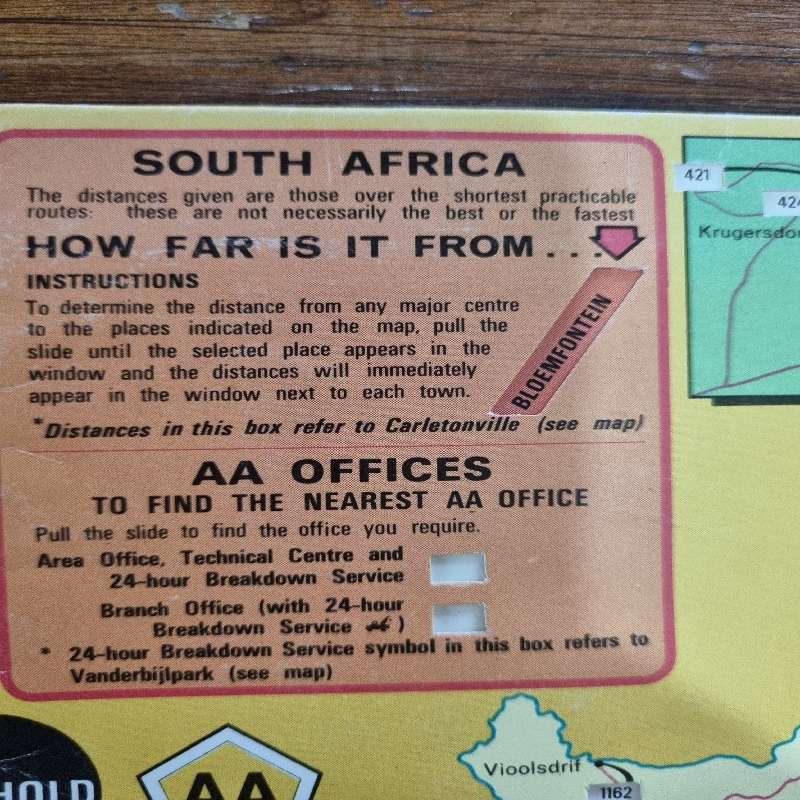 SOUTH AFRICA
The distances given are those over the shortest practicable
routes: these are not necessarily the best or the fastest
HOW FAR IS IT FROM . . .
INSTRUCTIONS
To determine the distance from any major centre
to the places indicated on the map, pull the
slide until the selected place appears in the
window and the distances will immediately
appear in the window next to each town.
BLOEMFONTEIN
*Distances in this box refer to Carletonville (see map)
AA OFFICES
TO FIND THE NEAREST AA OFFICE
Pull the slide to find the office you require.
Area Office, Technical Centre and
24-hour Breakdown Service
Branch Office (with 24-hour
Breakdown Service )
* 24-hour Breakdown Service symbol in this box refers to
Vanderbijlpark (see map)
421
424
Krugersdor
HOLD
AA
Vioolsdrif
1162